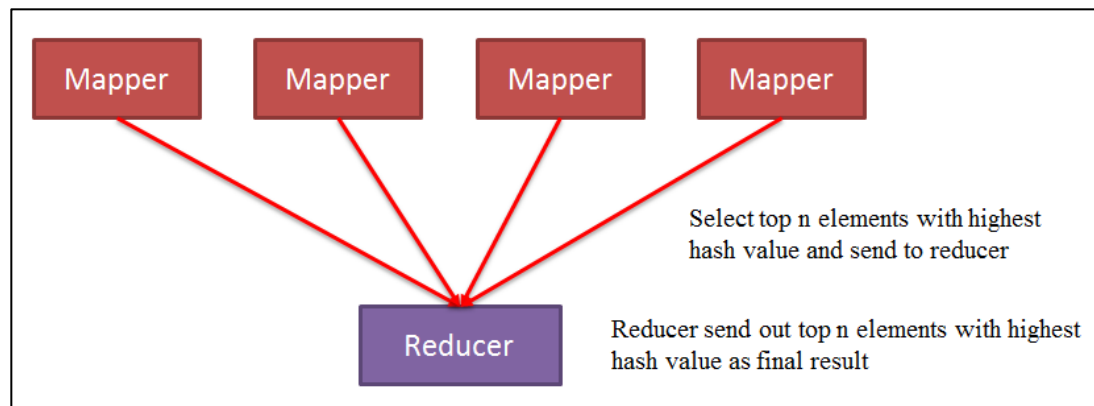 Mapper
Mapper
Mapper
Mapper
Select top n elements with highest
hash value and send to reducer
Reducer
Reducer send out top n elements with highest
hash value as final result